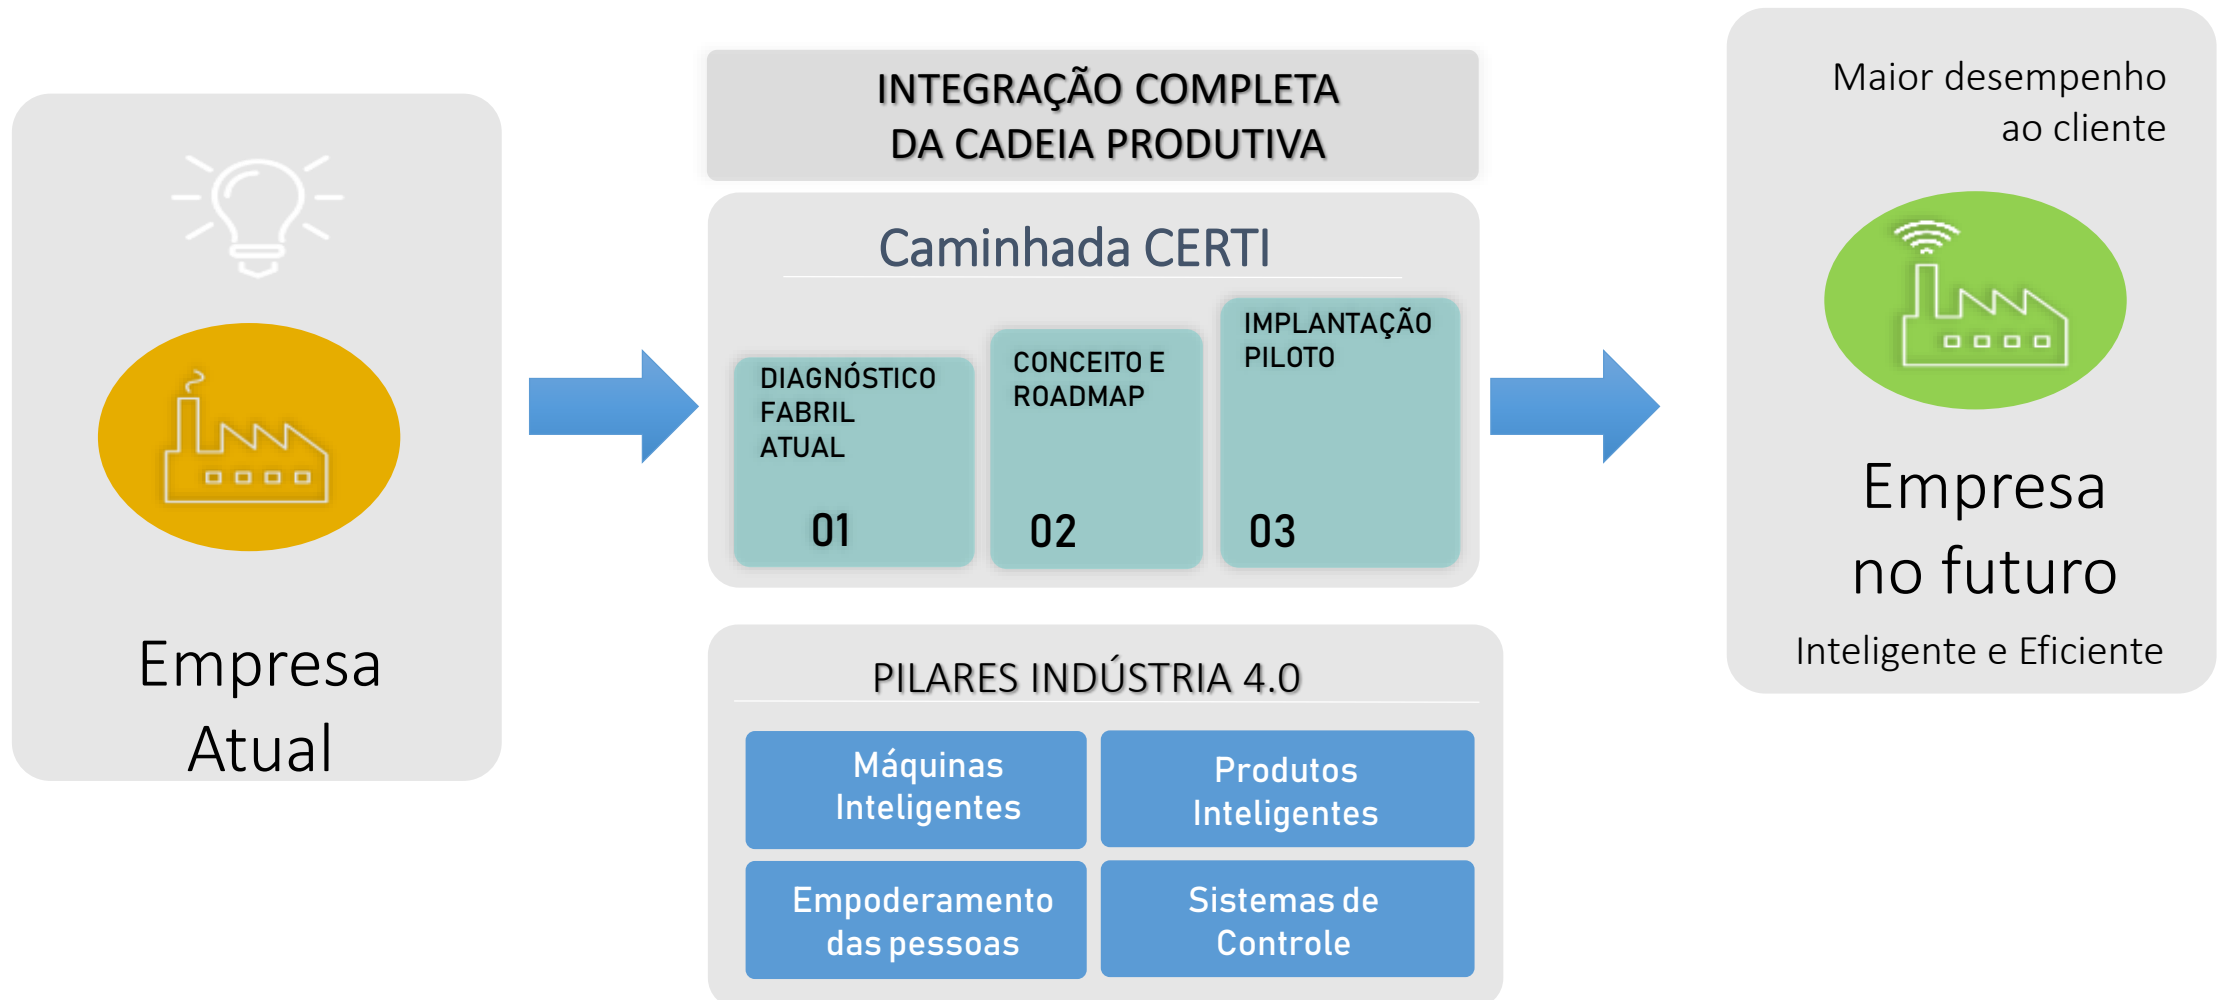 Empresa
Atual
INTEGRAÇÃO COMPLETA
DA CADEIA PRODUTIVA
Caminhada CERTI
DIAGNÓSTICO
FABRIL
ATUAL
01
CONCEITO E
ROADMAP
02
IMPLANTAÇÃO
PILOTO
03
PILARES INDÚSTRIA 4.0
Máquinas
Inteligentes
Produtos
Inteligentes
Empoderamento
das pessoas
Sistemas de
Controle
Maior desempenho
ao cliente
Empresa
no futuro
Inteligente e Eficiente